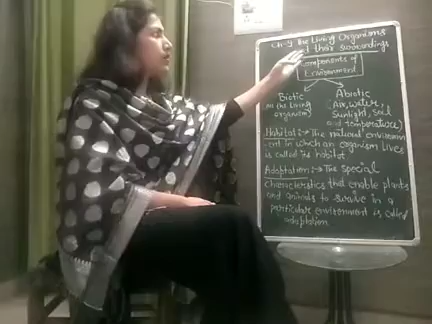 Ch-9 The Living Organisms
and their surroundings
Components of
Environment
Biotic
Abiotic
(Air, water,
all the living
organism)
Sunlight, soil
and temperature)
Habitat :→ The natural environm-
ent in which an organism lives
is called its habitat.
Adaptation :→ The special
characteristics that enable plants
and animals to survive in a
particular environment is called
adaptation